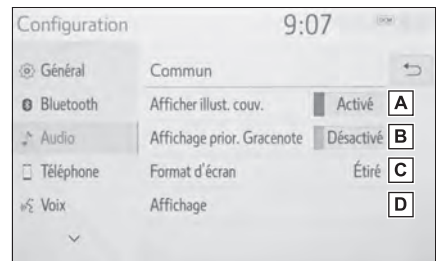 Configuration 9:07
Général Commun
Bluetooth Afficher illust. couv. Activé A
Audio Affichage prior. Gracenote Désactivé B
Téléphone Format d'écran Étiré C
Voix Affichage D